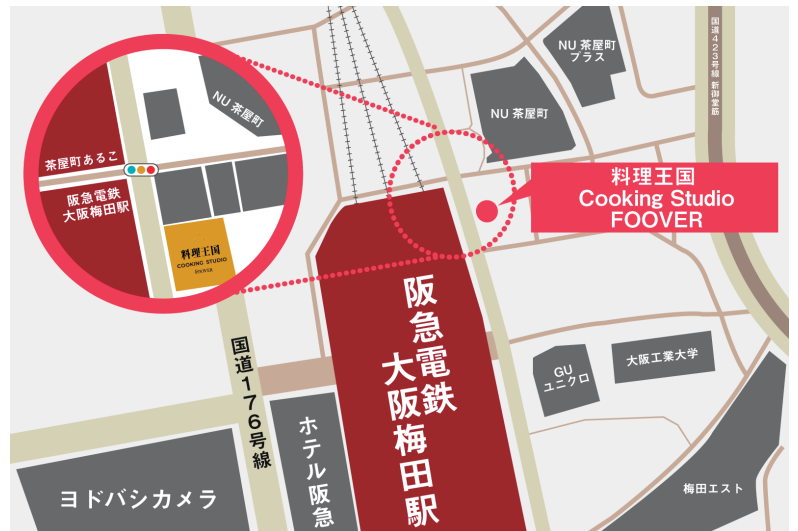 NU 茶屋町
プラス
国道423号線 新御堂筋
NU 茶屋町
NU 茶屋町
茶屋町あるこ
阪急電鉄
大阪梅田駅
料理王国
COOKING STUDIO
FOOVER
料理王国
Cooking Studio
FOOVER
阪急電鉄
大阪梅田駅
国道176号線
GU
ユニクロ
大阪工業大学
ホテル阪急
ヨドバシカメラ
梅田エスト